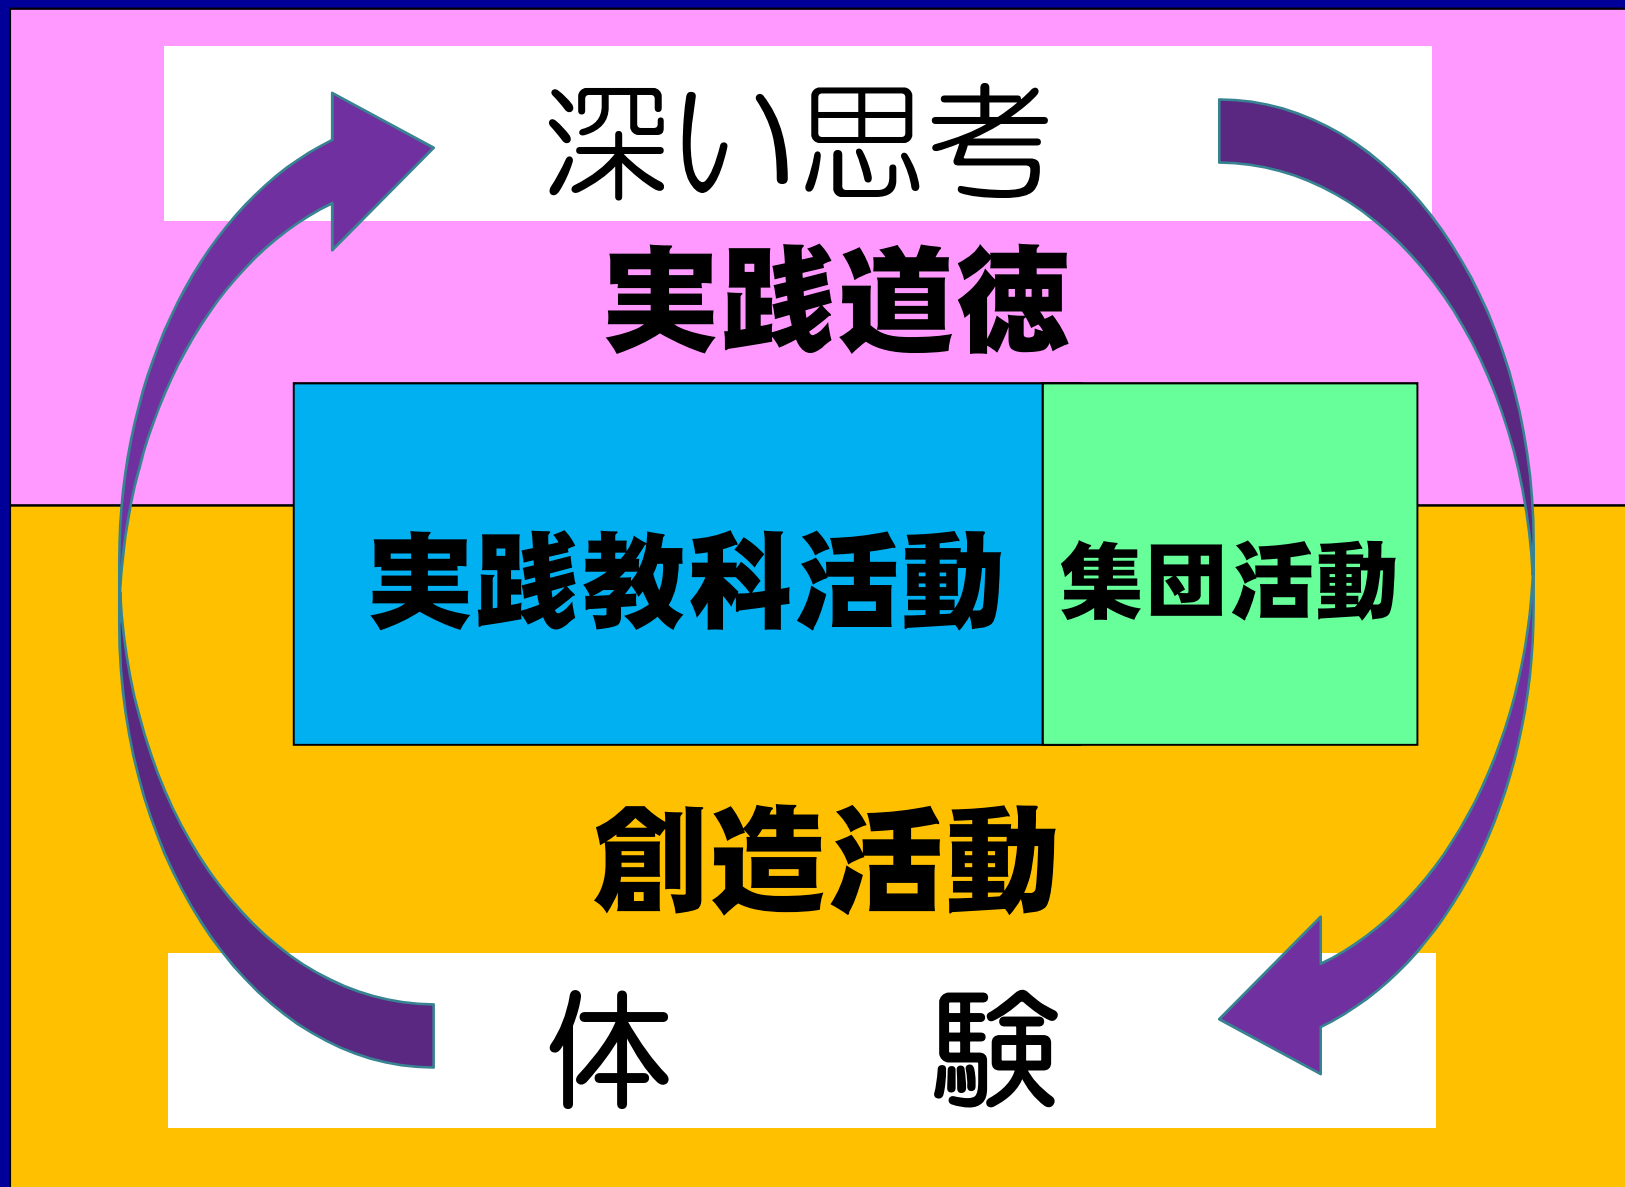 深い思考
実践道徳
実践教科活動
集団活動
創造活動
体　験